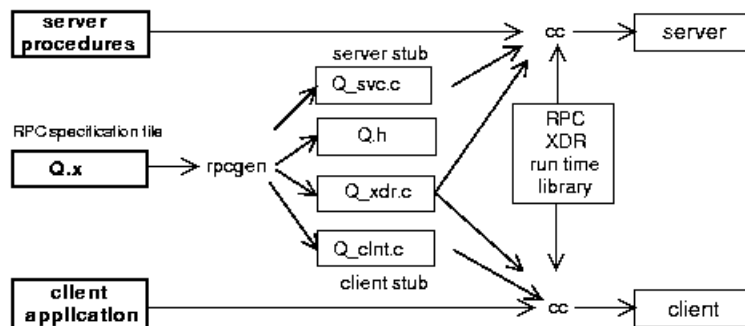 server
procedures
cc
server
server stub
Q_svc.c
RPC specification file
Q.h
RPC
XDR
run time
library
Q.x
rpcgen
Q_xdr.c
Q_clnt.c
client stub
client
application
cc
client